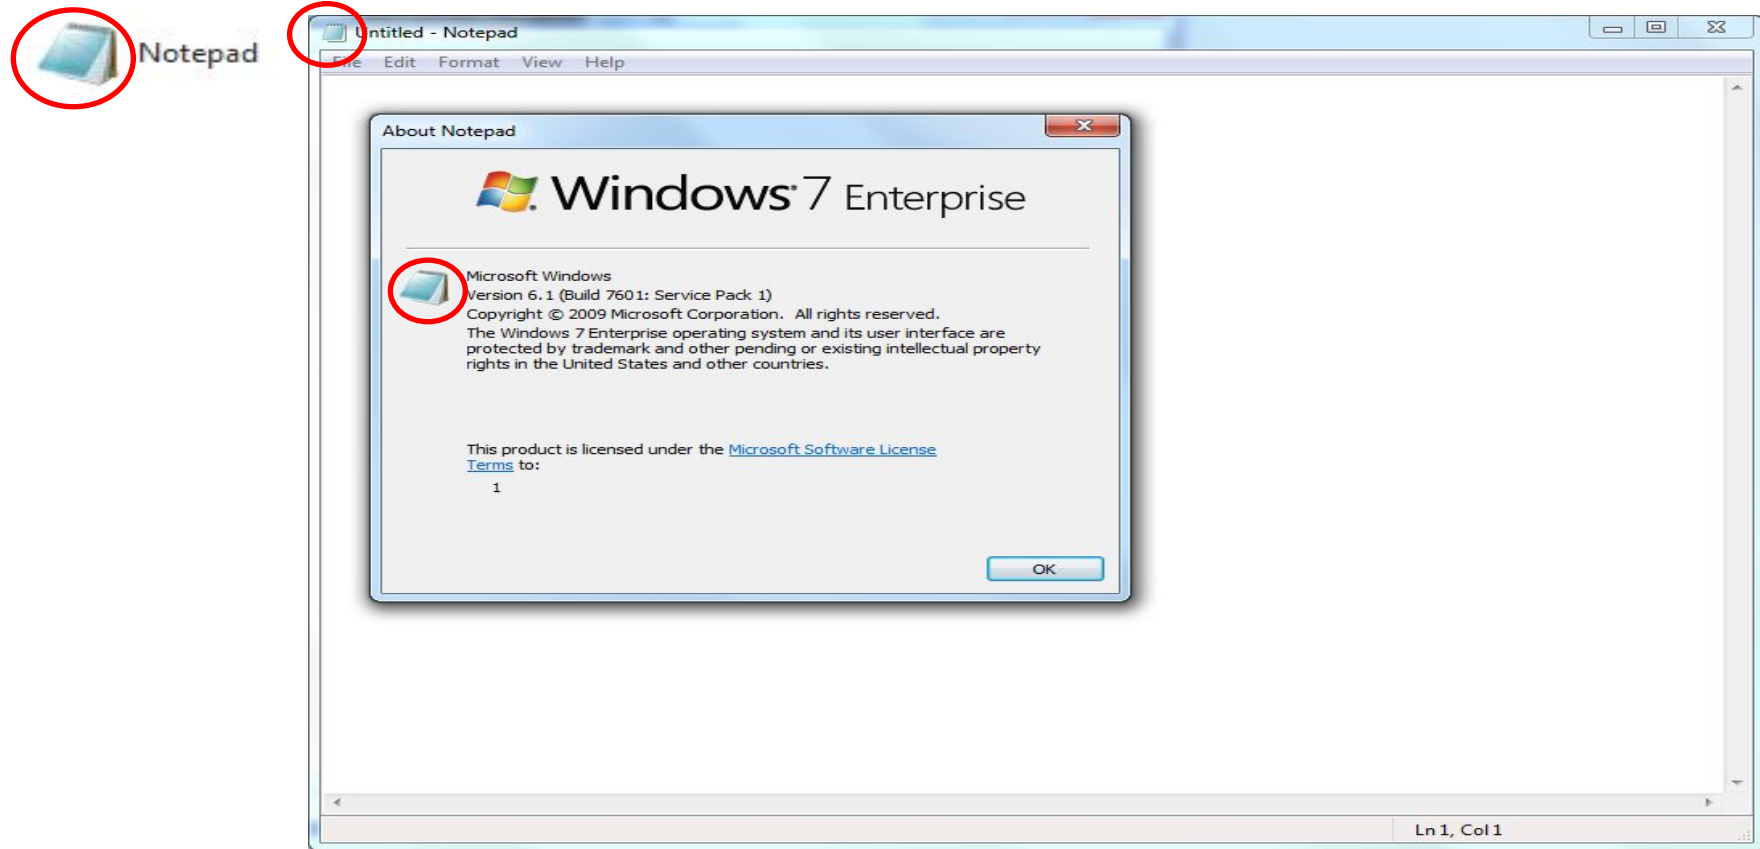 Notepad
Untitled - Notepad
File Edit Format View Help
About Notepad
Windows 7 Enterprise
Microsoft Windows
Version 6.1 (Build 7601: Service Pack 1)
Copyright © 2009 Microsoft Corporation. All rights reserved.
The Windows 7 Enterprise operating system and its user interface are
protected by trademark and other pending or existing intellectual property
rights in the United States and other countries.
This product is licensed under the Microsoft Software License
Terms to:
1
OK
Ln 1, Col 1